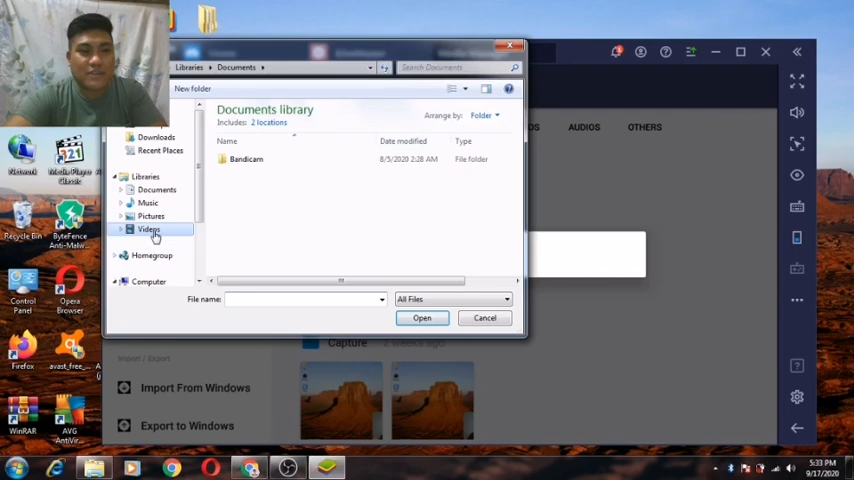 Libraries
Documents
Search Documents
New folder
Documents library
Includes: 2 locations
Arrange by: Folder
Name
Date modified
Type
Bandicam
8/5/2020 2:28 AM
File folder
Downloads
Recent Places
Libraries
Documents
Music
Pictures
Videos
Homegroup
Computer
File name:
All Files
Open
Cancel
AUDIOS
OTHERS
Capture
2 weeks ago
Import / Export
Import From Windows
Export to Windows
Network
Media Player Classic
Recycle Bin
ByteFence Anti-Malw...
Control Panel
Opera Browser
Firefox
avast_free_...
WinRAR
AVG AntiVir...
5:33 PM
9/17/2020